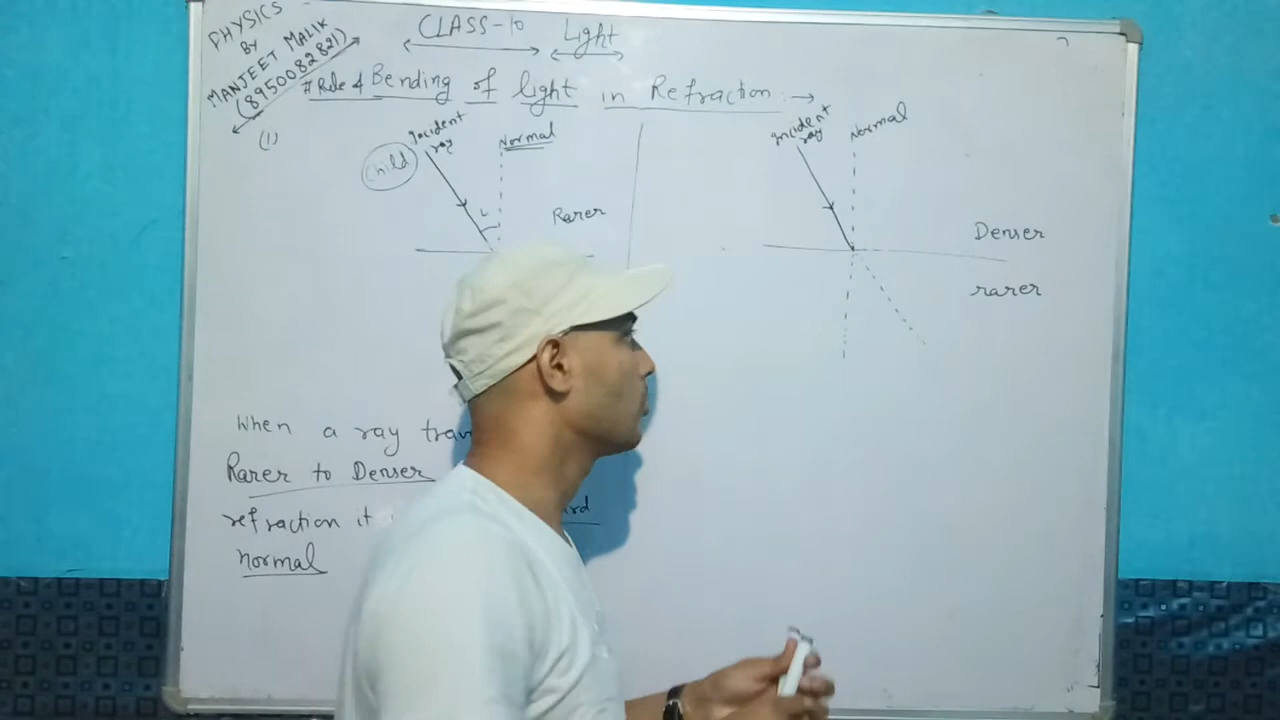 PHYSICS
BY
MANJEET MALIK
(8950082821)
CLASS-10 Light
# Rule of Bending of light in Refraction :→
(1)
Incident
ray
Normal
Child
i
Rarer
Incident
ray
Normal
Denser
rarer
When a ray
Rarer to Denser
refraction it
normal